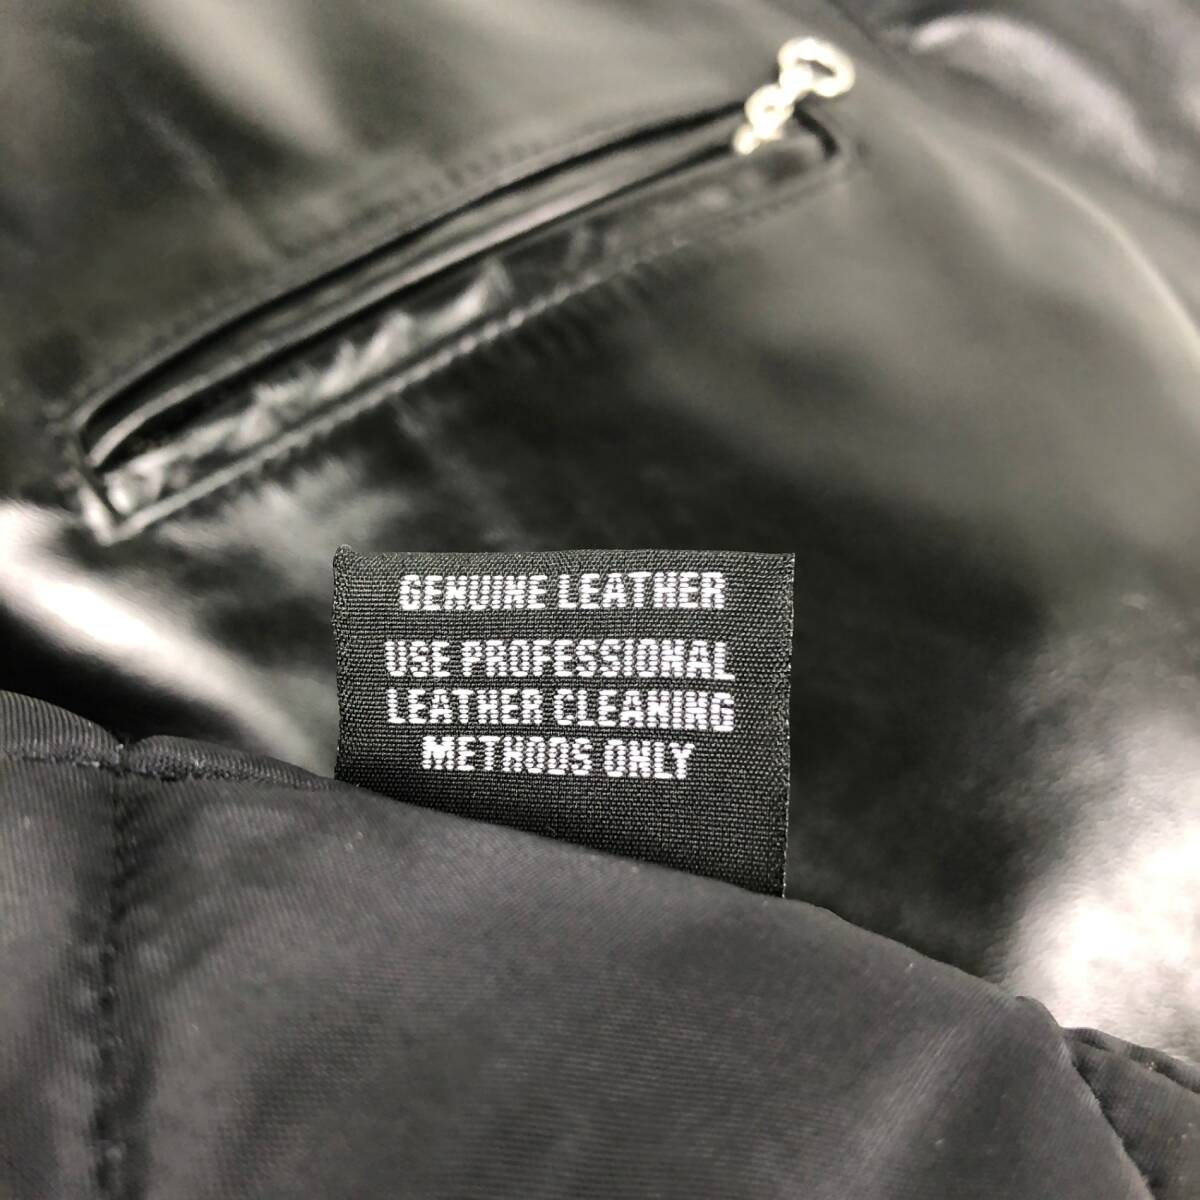 GENUINE LEATHER
USE PROFESSIONAL
LEATHER CLEANING
METHODS ONLY